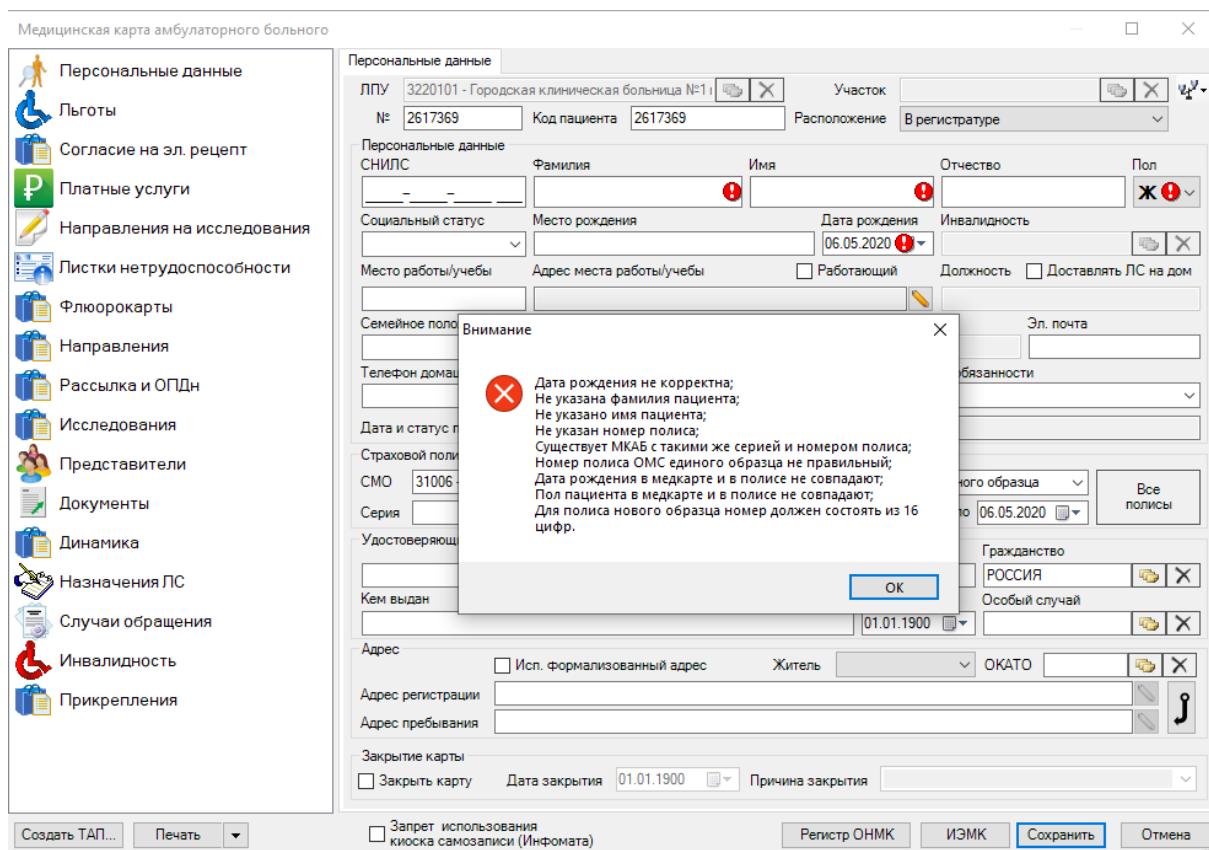 Медицинская карта амбулаторного больного
Персональные данные
Льготы
Согласие на эл. рецепт
Платные услуги
Направления на исследования
Листки нетрудоспособности
Флюорокарты
Направления
Рассылка и ОПДн
Исследования
Представители
Документы
Динамика
Назначения ЛС
Случаи обращения
Инвалидность
Прикрепления
Персональные данные
ЛПУ 3220101 - Городская клиническая больница №1 Участок
№ 2617369 Код пациента 2617369 Расположение В регистратуре
Персональные данные
СНИЛС Фамилия Имя Отчество Пол
Ж
Социальный статус Место рождения Дата рождения Инвалидность
06.05.2020
Место работы/учебы Адрес места работы/учебы Работающий Должность Доставлять ЛС на дом
Семейное Эл. почта
Телефон
Дата и статус
Страховой
СМО 31006 образца Все полисы
Серия 06.05.2020
Внимание
Дата рождения не корректна;
Не указана фамилия пациента;
Не указано имя пациента;
Не указан номер полиса;
Существует МКАБ с такими же серией и номером полиса;
Номер полиса ОМС единого образца не правильный;
Дата рождения в медкарте и в полисе не совпадают;
Пол пациента в медкарте и в полисе не совпадают;
Для полиса нового образца номер должен состоять из 16
цифр.
ОК
Гражданство
РОССИЯ
Кем выдан Особый случай
01.01.1900
Адрес
Исп. формализованный адрес Житель ОКАТО
Адрес регистрации
Адрес пребывания
Закрытие карты
Закрыть карту Дата закрытия 01.01.1900 Причина закрытия
Создать ТАП... Печать
Запрет использования
киоска самозаписи (Инфомата)
Регистр ОНМК ИЭМК Сохранить Отмена